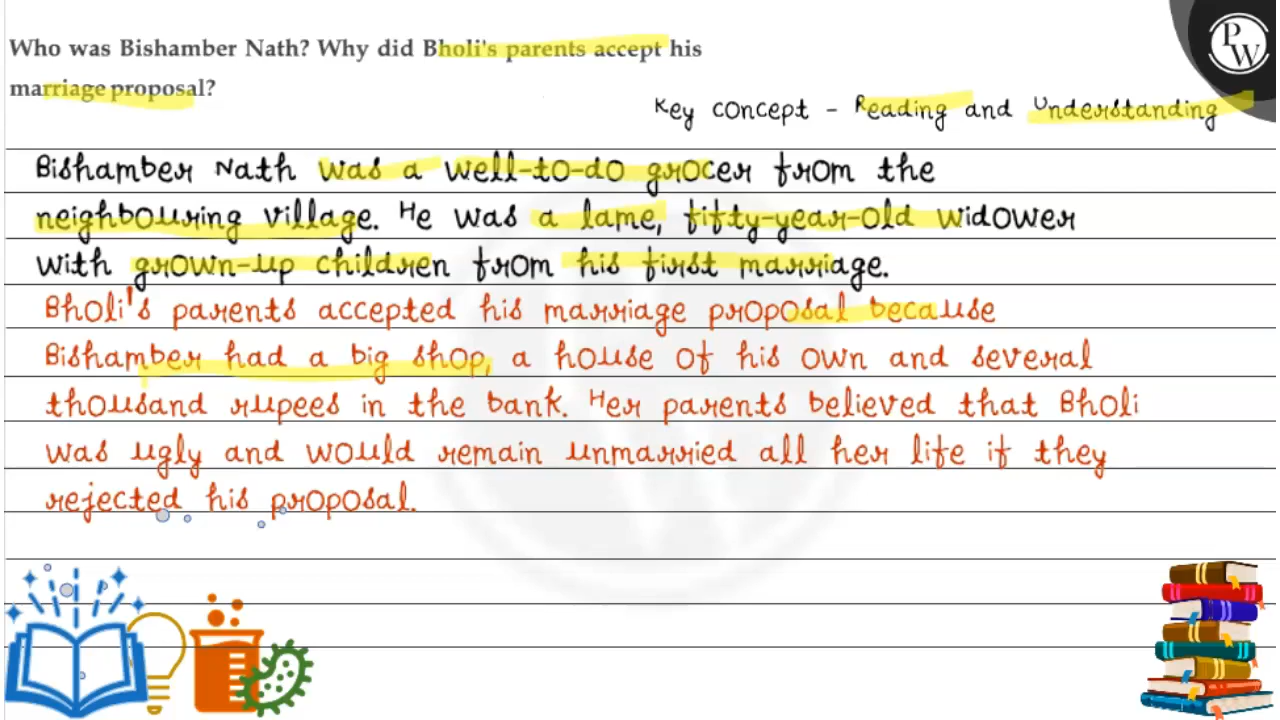 Who was Bishamber Nath? Why did Bholi's parents accept his
marriage proposal?
PW
Key concept - Reading and Understanding
Bishamber Nath was a well-to-do grocer from the
neighbouring village. He was a lame, fifty-year-old widower
with grown-up children from his first marriage.
Bholi's parents accepted his marriage proposal because
Bishamber had a big shop, a house of his own and several
thousand rupees in the bank. Her parents believed that Bholi
was ugly and would remain unmarried all her life if they
rejected his proposal.